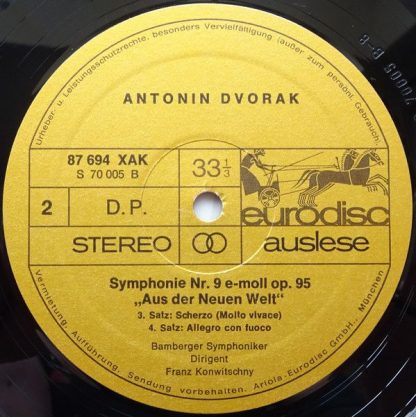 Urheber- u. Leistungsschutzrechte, besonders Vervielfältigung (außer zum persönl. Gebrauch),
ANTONIN DVORAK
87 694 XAK
S 70 005 B
33 1/3
2
D.P.
eurodisc
STEREO
auslese
Symphonie Nr. 9 e-moll op. 95
„Aus der Neuen Welt“
3. Satz: Scherzo (Molto vivace)
4. Satz: Allegro con fuoco
Bamberger Symphoniker
Dirigent
Franz Konwitschny
Vermietung, Aufführung, Sendung vorbehalten. Ariola-Eurodisc GmbH., München